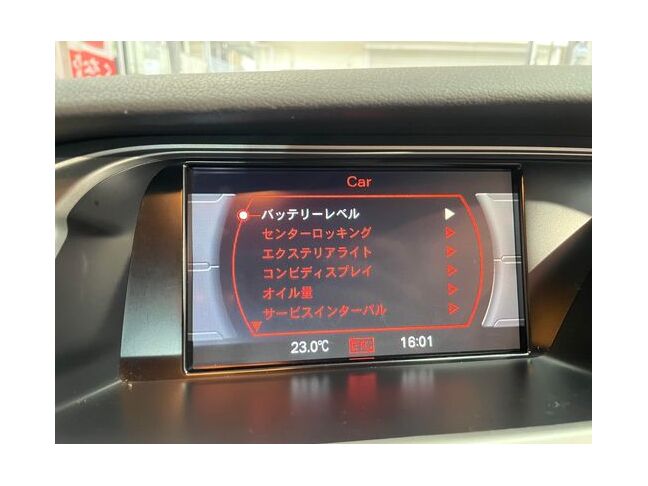 Car
バッテリーレベル
センターロッキング
エクステリアライト
コンビディスプレイ
オイル量
サービスインターバル
23.0℃
16:01